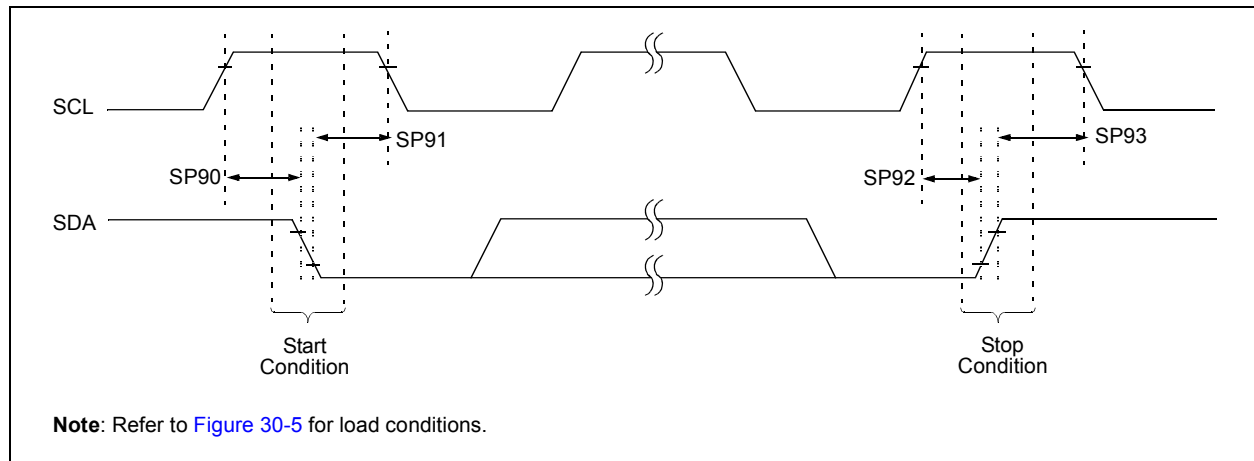 SCL
SP91
SP93
SP90
SP92
SDA
Start
Condition
Stop
Condition
Note: Refer to Figure 30-5 for load conditions.